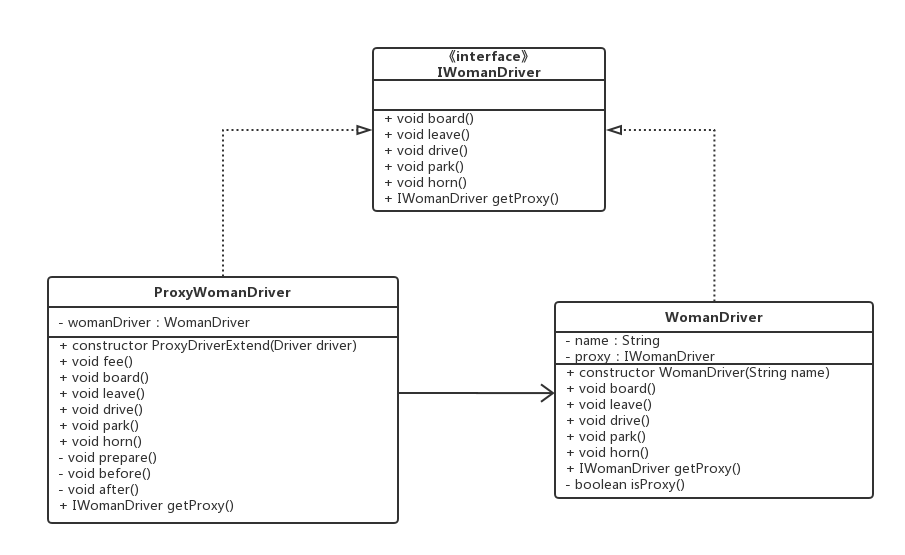 《interface》
IWomanDriver
+ void board()
+ void leave()
+ void drive()
+ void park()
+ void horn()
+ IWomanDriver getProxy()
ProxyWomanDriver
- womanDriver : WomanDriver
+ constructor ProxyDriverExtend(Driver driver)
+ void fee()
+ void board()
+ void leave()
+ void drive()
+ void park()
+ void horn()
- void prepare()
- void before()
- void after()
+ IWomanDriver getProxy()
WomanDriver
- name : String
- proxy : IWomanDriver
+ constructor WomanDriver(String name)
+ void board()
+ void leave()
+ void drive()
+ void park()
+ void horn()
+ IWomanDriver getProxy()
- boolean isProxy()